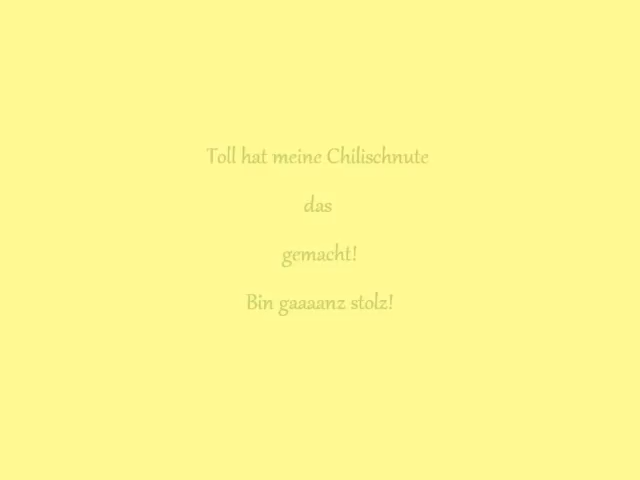 Toll hat meine Chilischnute
das
gemacht!
Bin gaaaanz stolz!